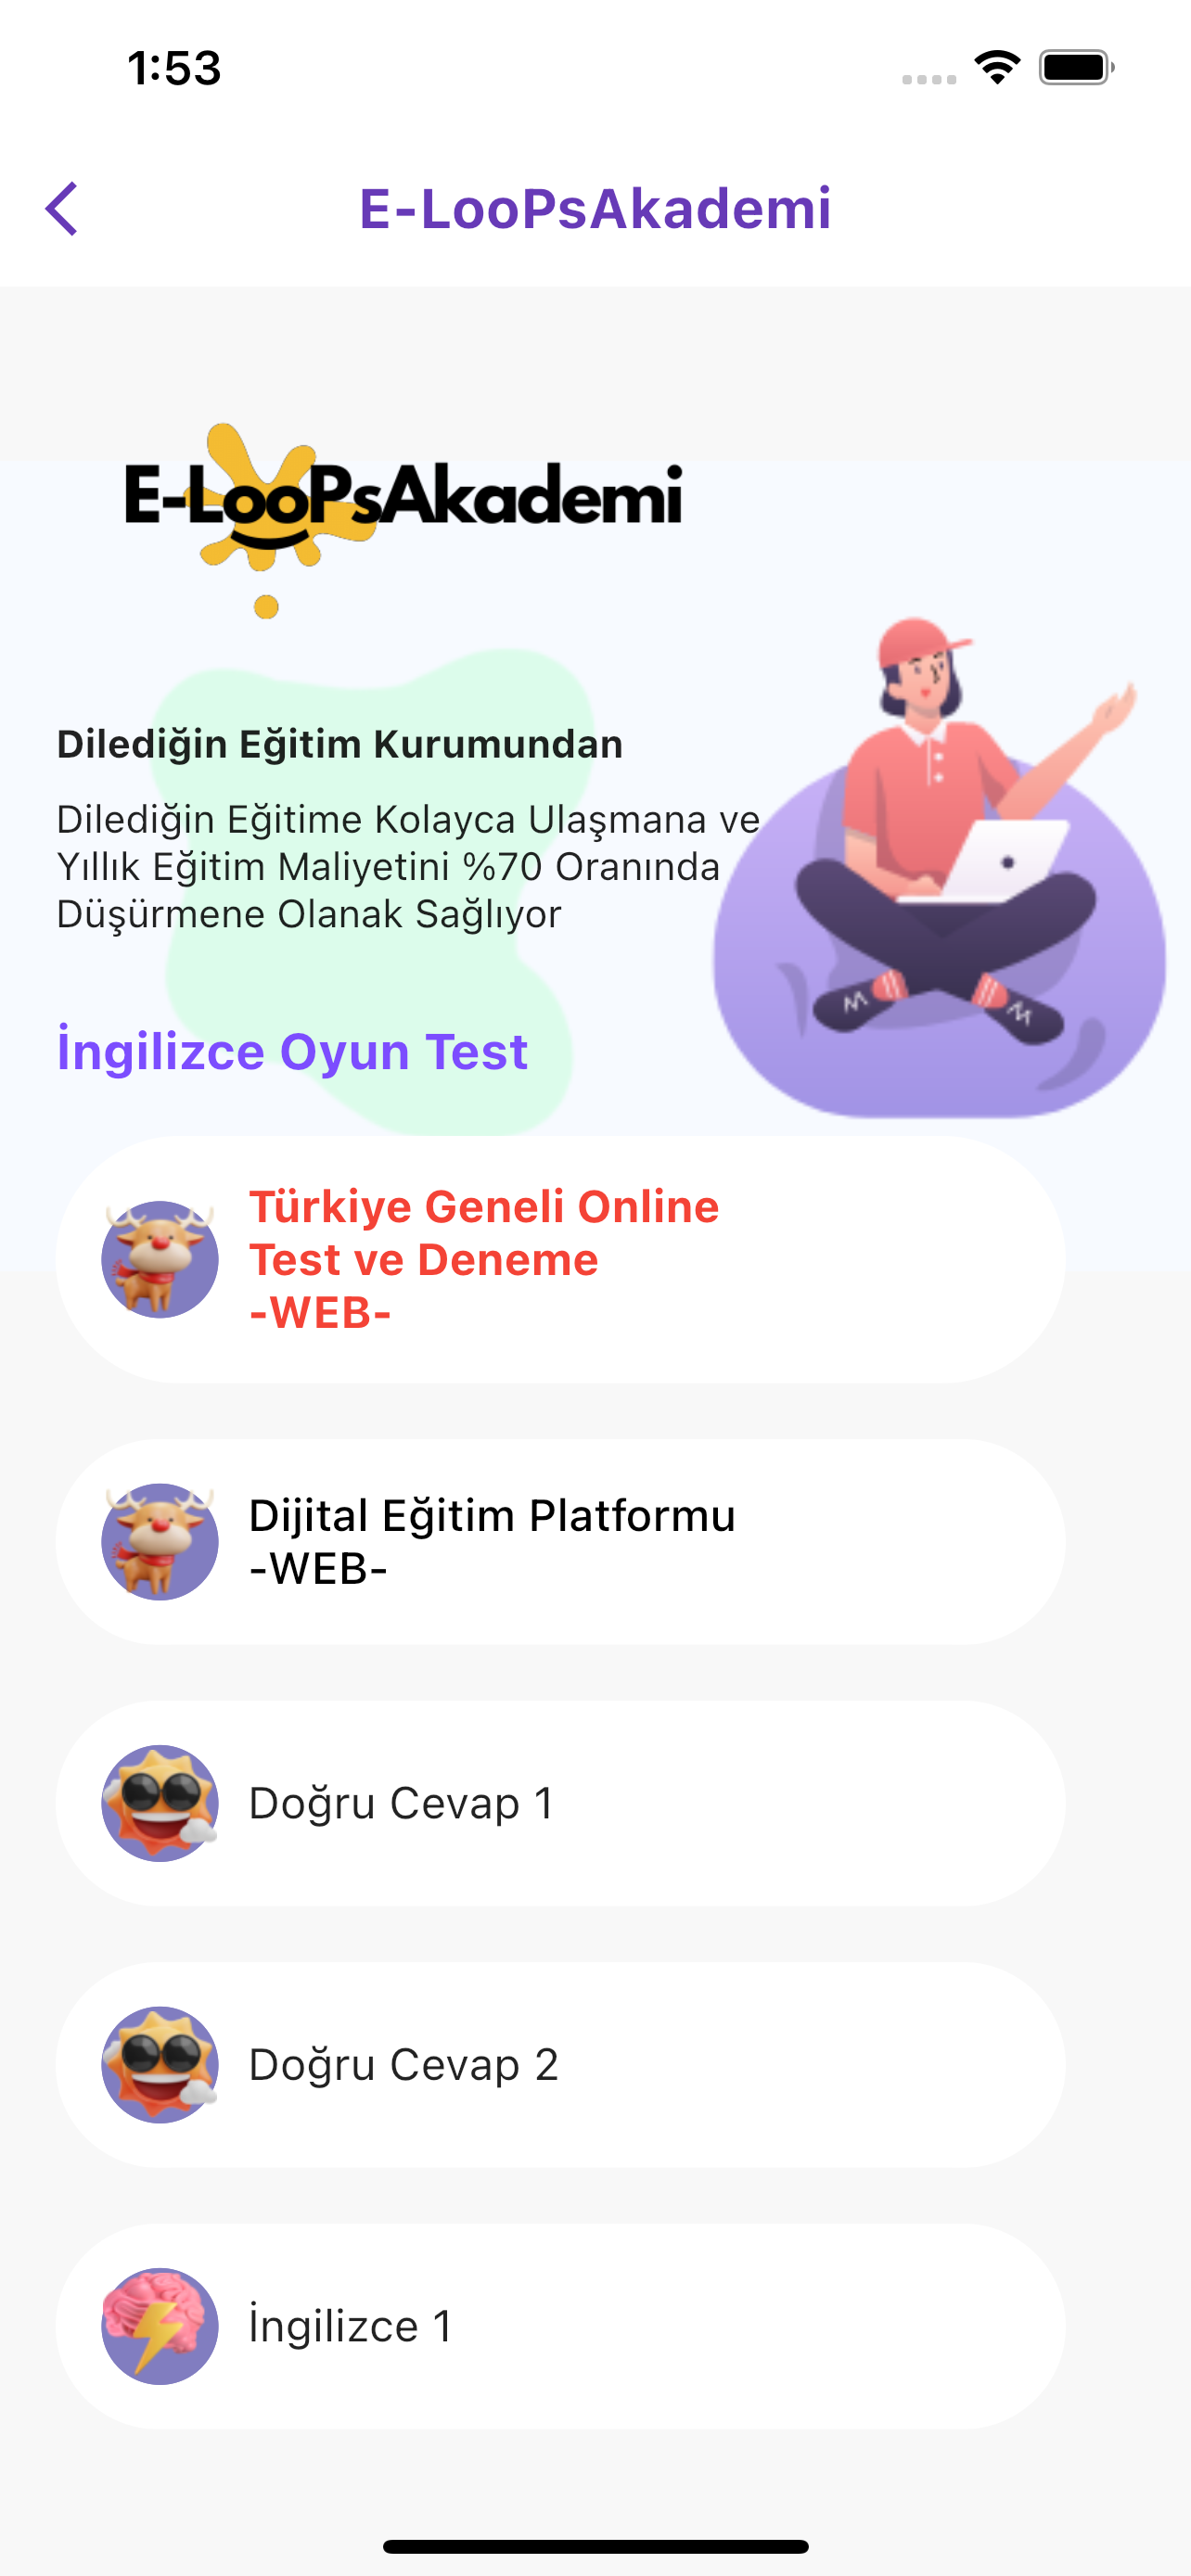 1:53
E-LooPsAkademi
E-LooPsAkademi
Dilediğin Eğitim Kurumundan
Dilediğin Eğitime Kolayca Ulaşmana ve
Yıllık Eğitim Maliyetini %70 Oranında
Düşürmene Olanak Sağlıyor
İngilizce Oyun Test
Türkiye Geneli Online
Test ve Deneme
-WEB-
Dijital Eğitim Platformu
-WEB-
Doğru Cevap 1
Doğru Cevap 2
İngilizce 1